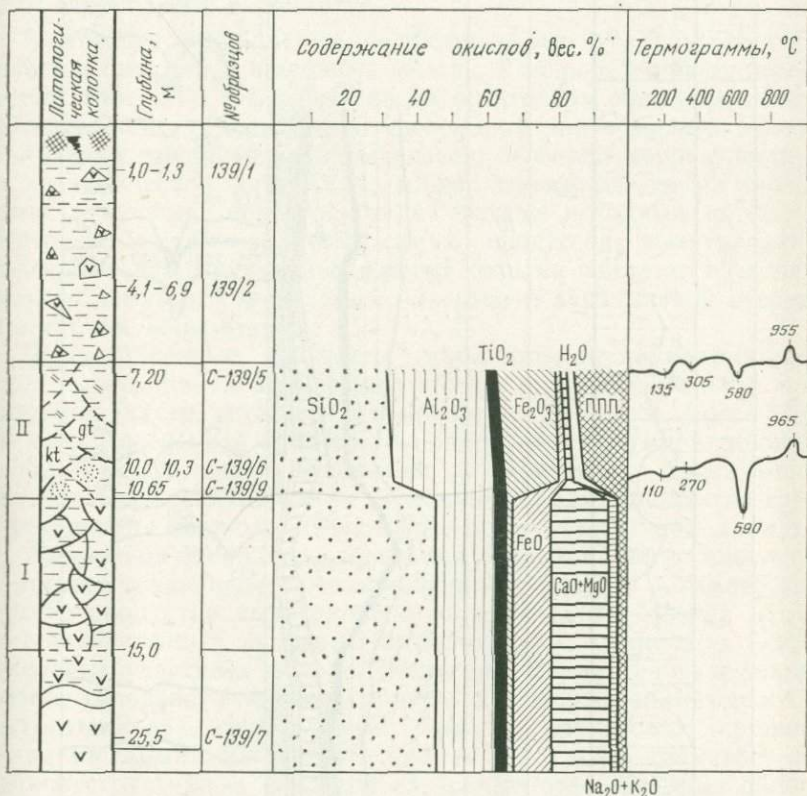 Литологи-
ческая
колонка
Глубина,
м
№ образцов
Содержание окислов, вес.%
20 40 60 80
Термограммы, °С
200 400 600 800
1,0-1,3 139/1
4,1-6,9 139/2
955
TiO₂ H₂O
7,20 С-139/5
135 305 580
SiO₂ Al₂O₃ Fe₂O₃ п.п.п.
II
gt
965
kt
10,0 10,3 С-139/6
10,65 С-139/9
110 270
590
FeO
I
CaO+MgO
15,0
25,5 С-139/7
Na₂O+K₂O